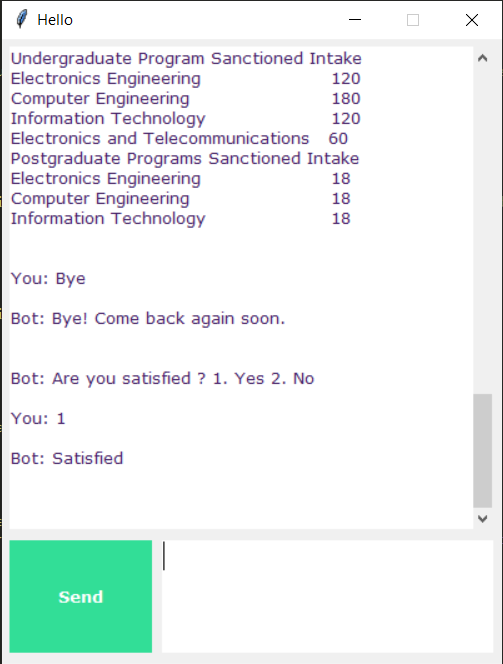 Hello
Undergraduate Program Sanctioned Intake
Electronics Engineering 120
Computer Engineering 180
Information Technology 120
Electronics and Telecommunications 60
Postgraduate Programs Sanctioned Intake
Electronics Engineering 18
Computer Engineering 18
Information Technology 18
You: Bye
Bot: Bye! Come back again soon.
Bot: Are you satisfied ? 1. Yes 2. No
You: 1
Bot: Satisfied
Send